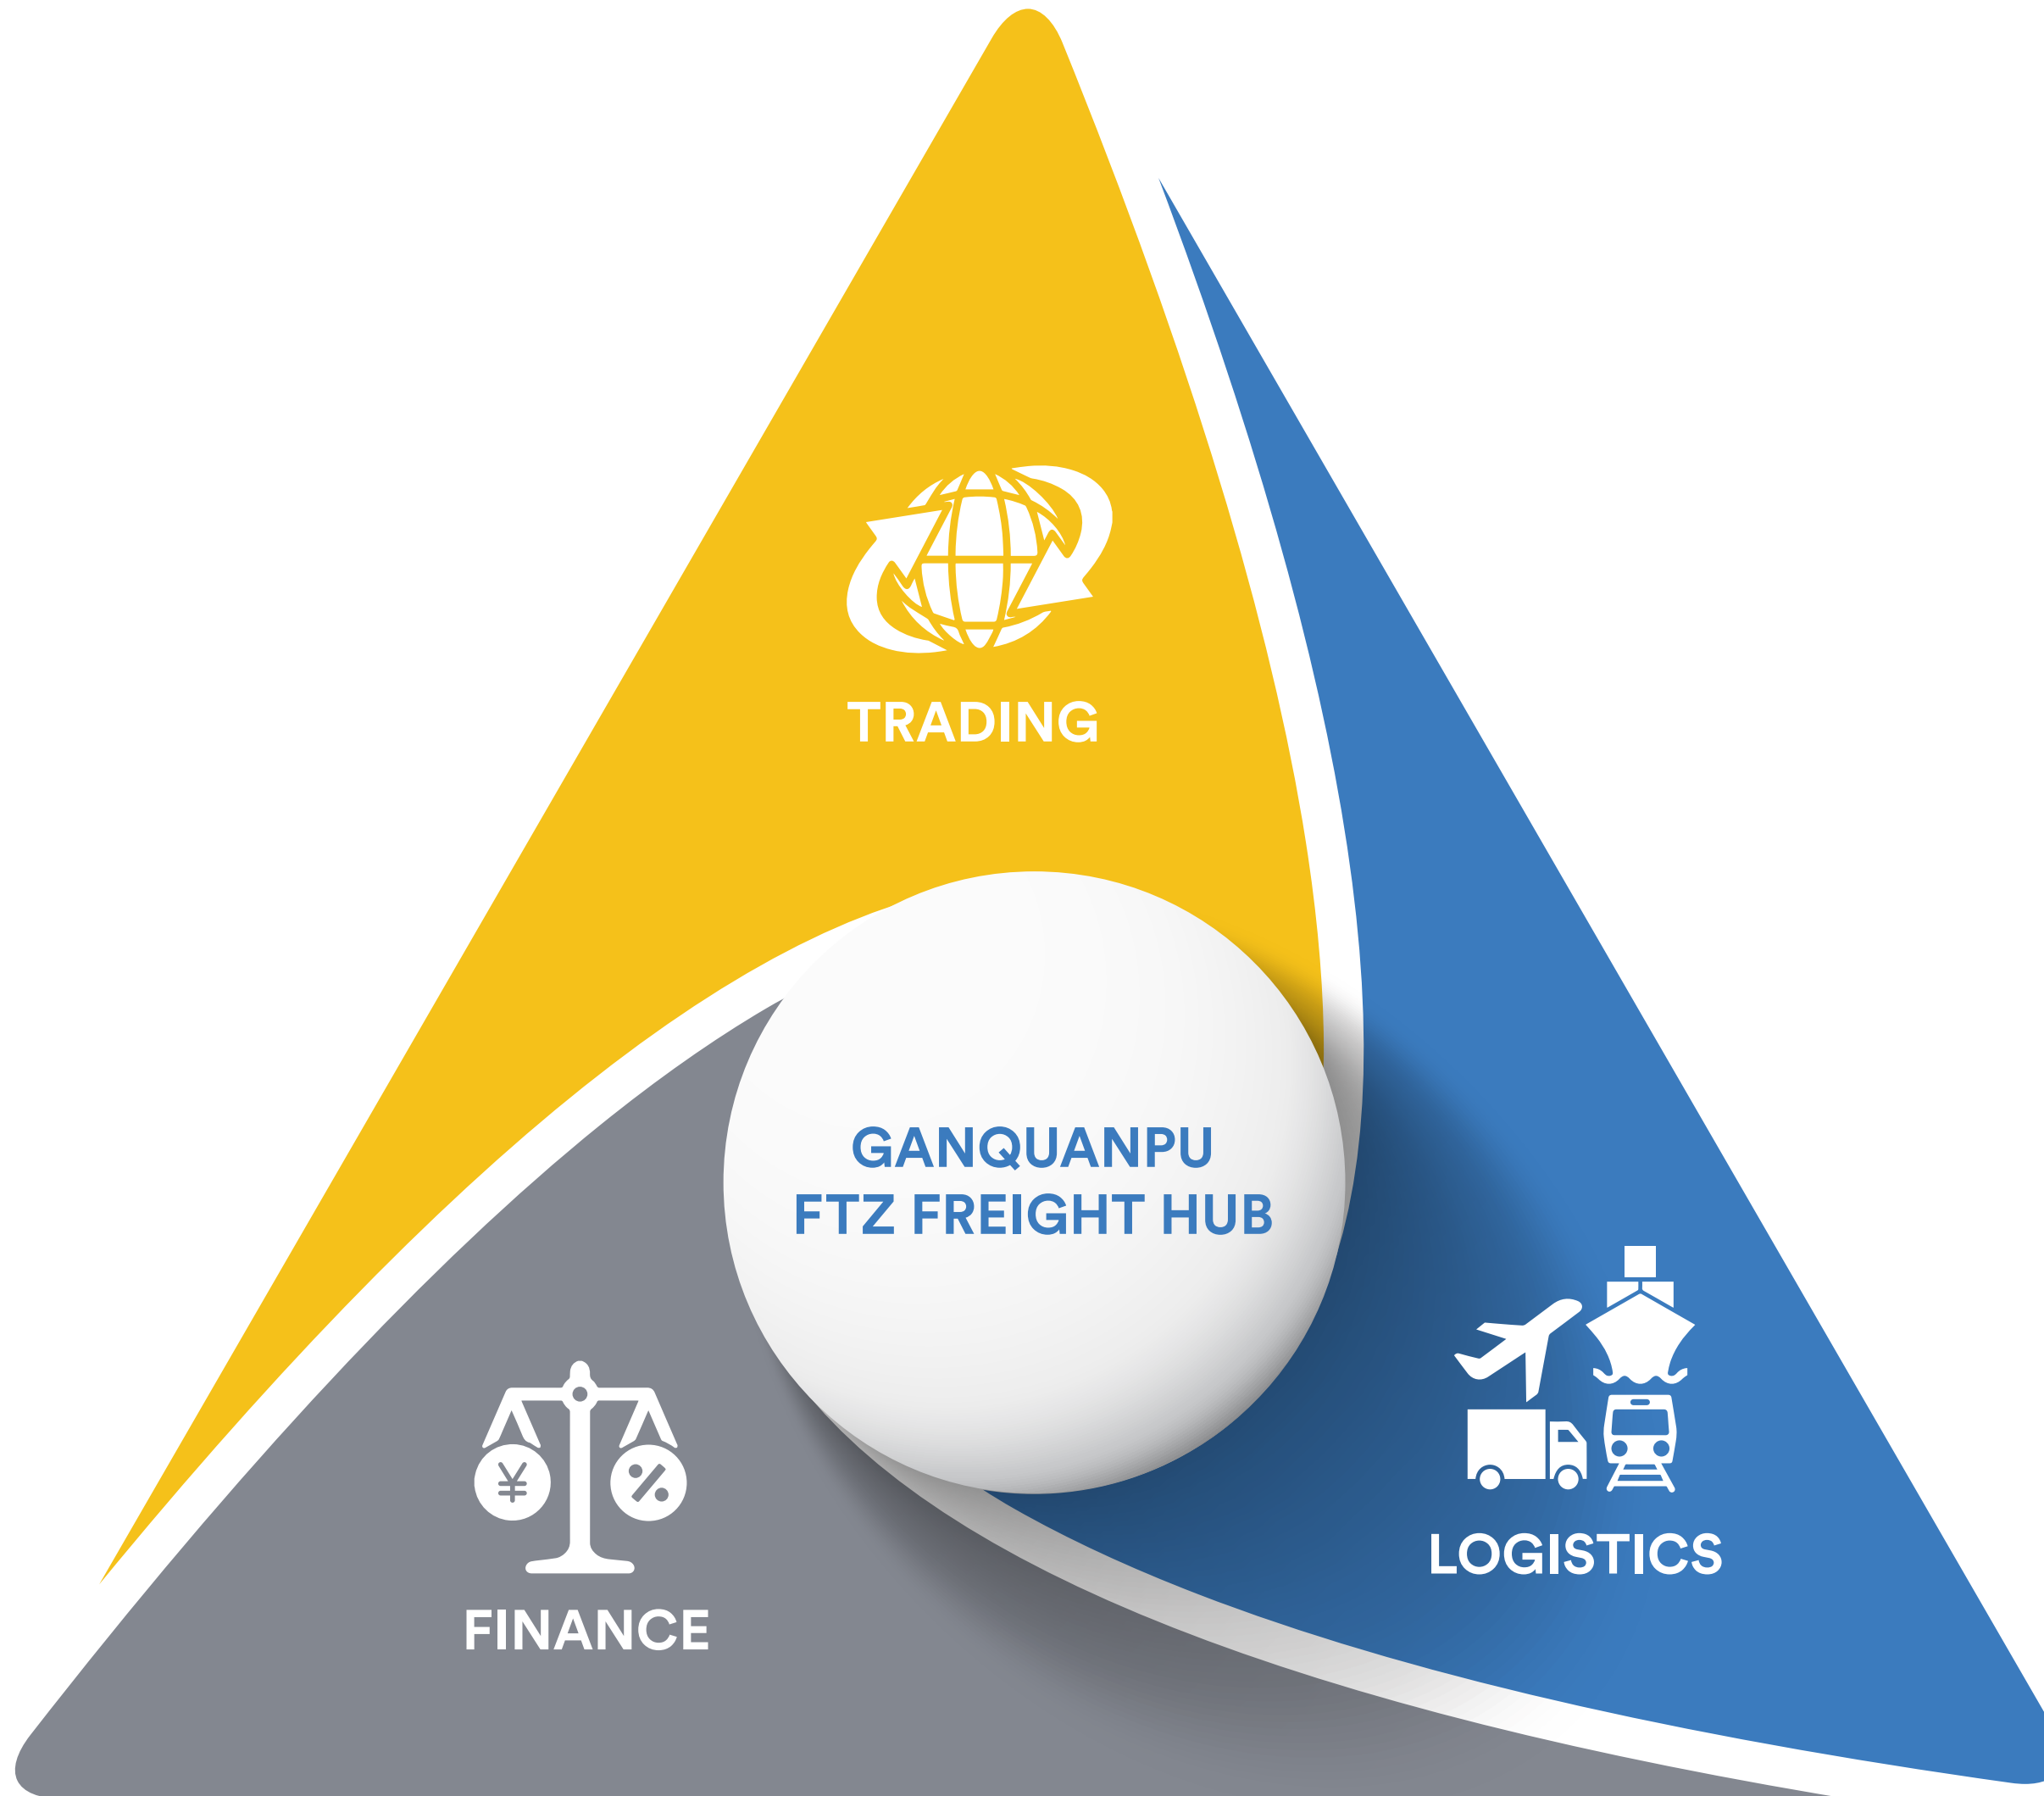 TRADING
GANQUANPU
FTZ FREIGHT HUB
LOGISTICS
¥
%
FINANCE